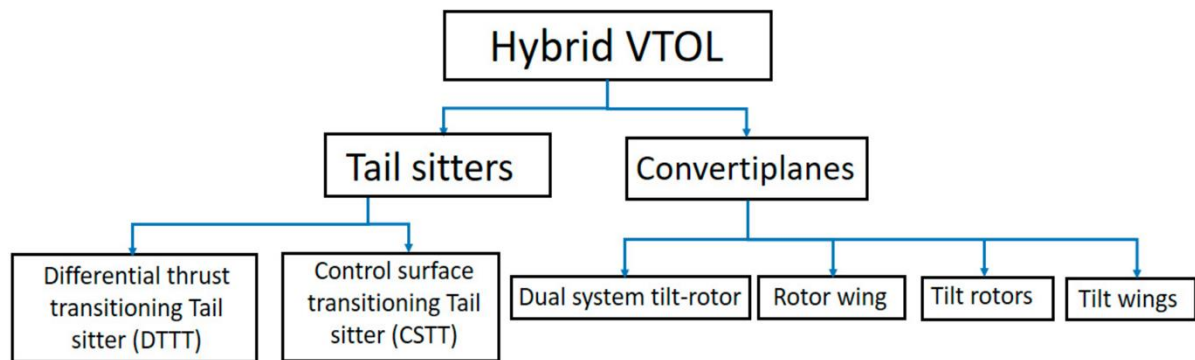 Hybrid VTOL
Tail sitters
Convertiplanes
Differential thrust
transitioning Tail
sitter (DTTT)
Control surface
transitioning Tail
sitter (CSTT)
Dual system tilt-rotor
Rotor wing
Tilt rotors
Tilt wings